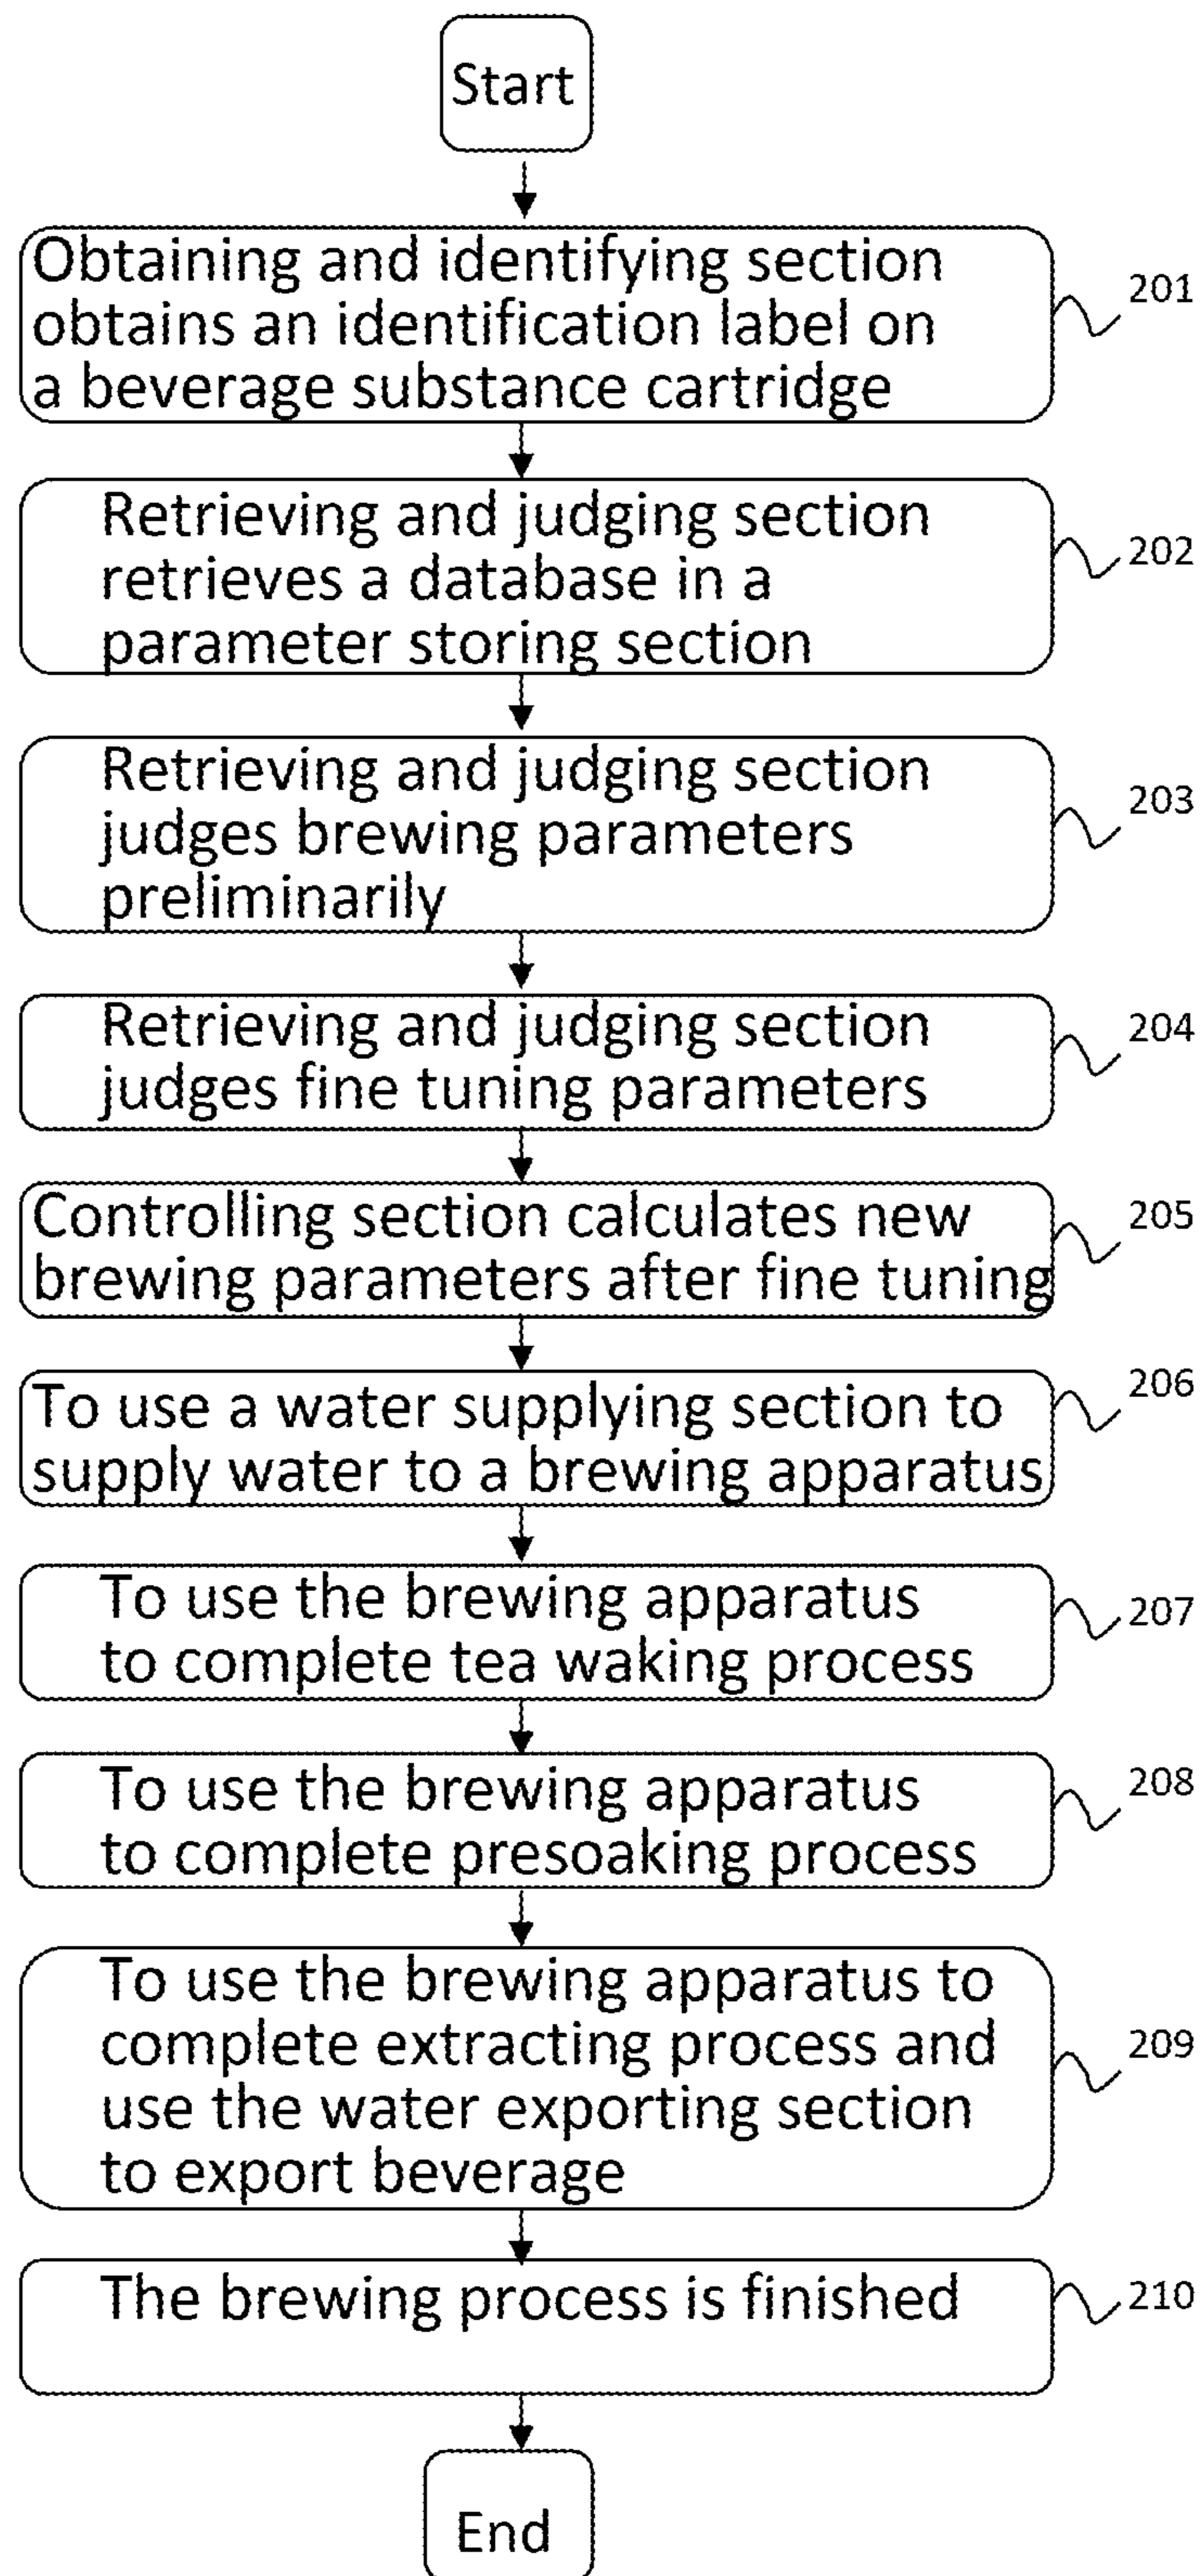 Start
Obtaining and identifying section
obtains an identification label on
a beverage substance cartridge
201
Retrieving and judging section
retrieves a database in a
parameter storing section
202
Retrieving and judging section
judges brewing parameters
preliminarily
203
Retrieving and judging section
judges fine tuning parameters
204
Controlling section calculates new
brewing parameters after fine tuning
205
To use a water supplying section to
supply water to a brewing apparatus
206
To use the brewing apparatus
to complete tea waking process
207
To use the brewing apparatus
to complete presoaking process
208
To use the brewing apparatus to
complete extracting process and
use the water exporting section
to export beverage
209
The brewing process is finished
210
End